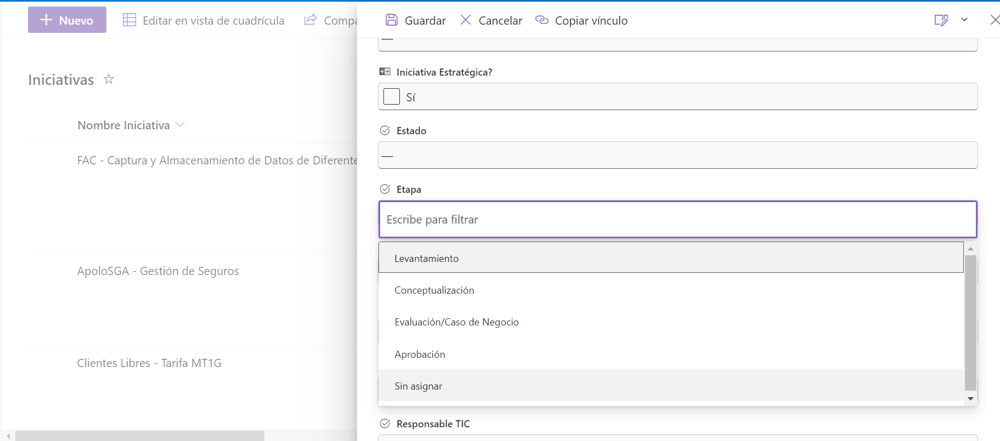 Nuevo
Editar en vista de cuadrícula
Compa
Iniciativas
Nombre Iniciativa
FAC - Captura y Almacenamiento de Datos de Diferente
ApoloSGA - Gestión de Seguros
Clientes Libres - Tarifa MT1G
Guardar
Cancelar
Copiar vínculo
—
Iniciativa Estratégica?
Sí
Estado
—
Etapa
Escribe para filtrar
Levantamiento
Conceptualización
Evaluación/Caso de Negocio
Aprobación
Sin asignar
Responsable TIC